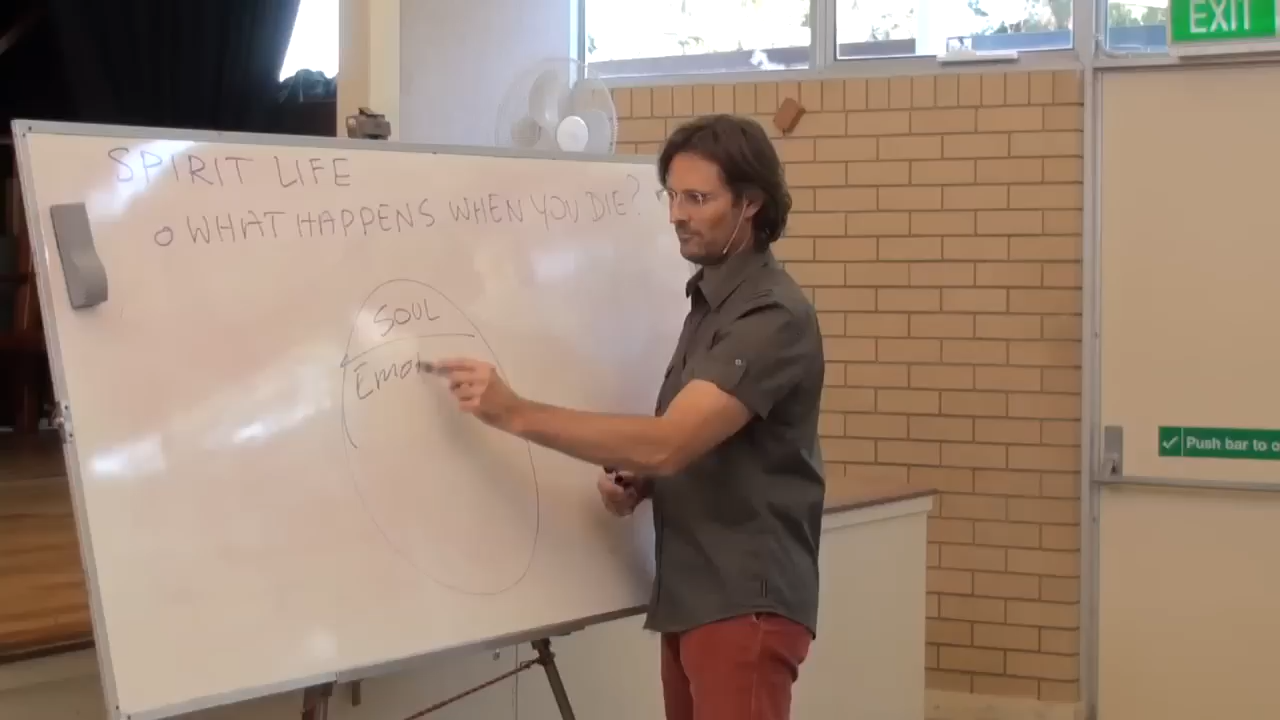 SPIRIT LIFE
o WHAT HAPPENS WHEN YOU DIE?
SOUL
EXIT
Push bar to